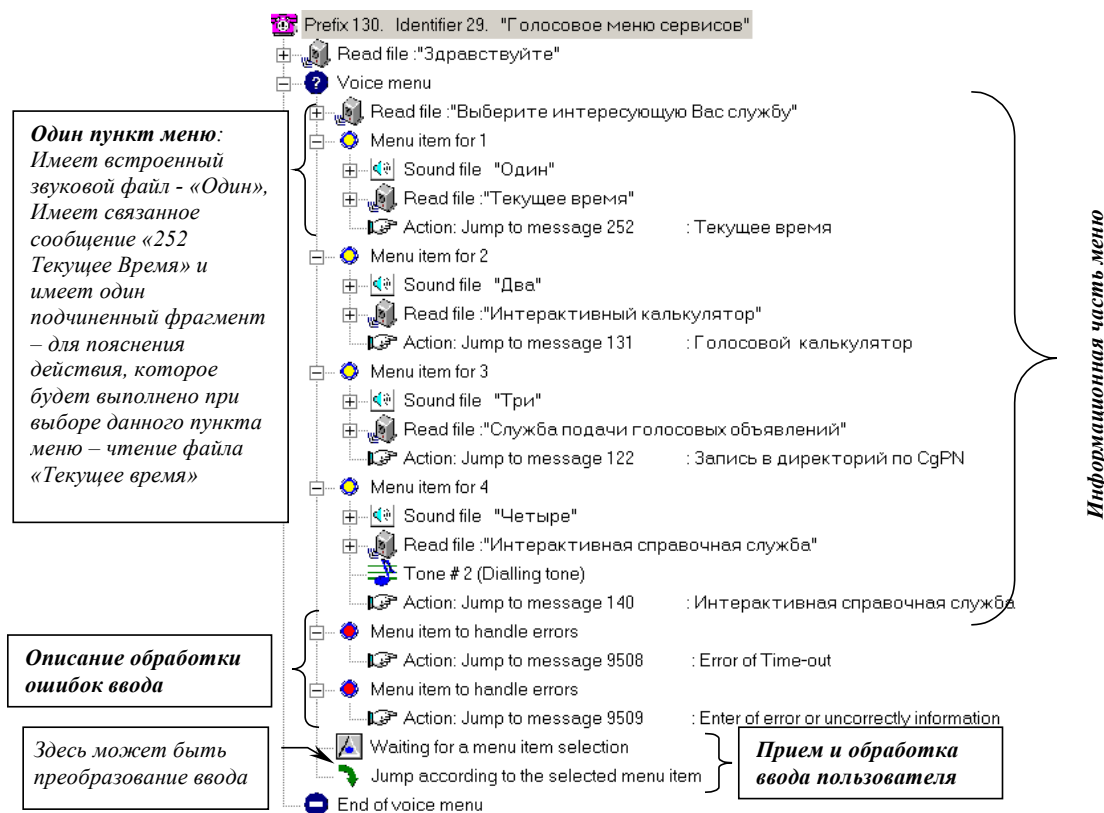 Prefix 130. Identifier 29. "Голосовое меню сервисов"
Read file :"Здравствуйте"
Voice menu
Read file :"Выберите интересующую Вас службу"
Menu item for 1
Sound file "Один"
Read file :"Текущее время"
Action: Jump to message 252 : Текущее время
Menu item for 2
Sound file "Два"
Read file :"Интерактивный калькулятор"
Action: Jump to message 131 : Голосовой калькулятор
Menu item for 3
Sound file "Три"
Read file :"Служба подачи голосовых объявлений"
Action: Jump to message 122 : Запись в директорий по CgPN
Menu item for 4
Sound file "Четыре"
Read file :"Интерактивная справочная служба"
Tone # 2 (Dialling tone)
Action: Jump to message 140 : Интерактивная справочная служба
Menu item to handle errors
Action: Jump to message 9508 : Error of Time-out
Menu item to handle errors
Action: Jump to message 9509 : Enter of error or uncorrectly information
Waiting for a menu item selection
Jump according to the selected menu item
End of voice menu
Один пункт меню:
Имеет встроенный
звуковой файл - «Один»,
Имеет связанное
сообщение «252
Текущее Время» и
имеет один
подчиненный фрагмент
– для пояснения
действия, которое
будет выполнено при
выборе данного пункта
меню – чтение файла
«Текущее время»
Описание обработки
ошибок ввода
Здесь может быть
преобразование ввода
Прием и обработка
ввода пользователя
Информационная часть меню